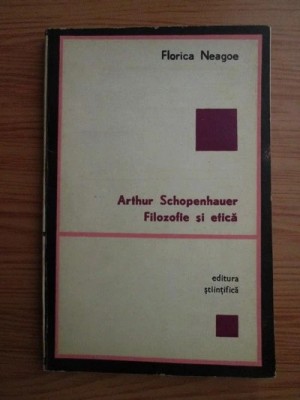 Florica Neagoe
Arthur Schopenhauer
Filozofie și etică
editura
științifică